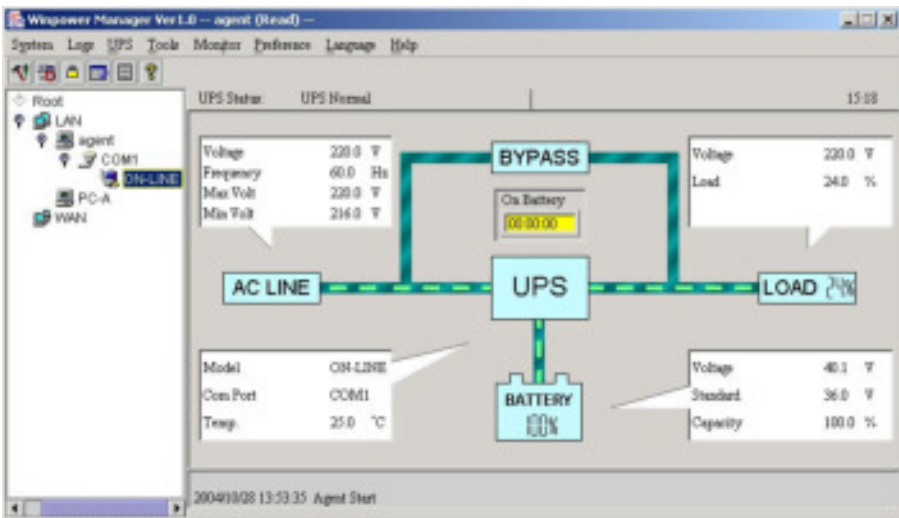 Winpower Manager Ver1.0 -- agent (Read) --
System Logs UPS Tools Monitor Preference Language Help
Root
LAN
agent
COM1
ON-LINE
PC-A
WAN
UPS Status: UPS Normal 15:18
Voltage 220.0 V
Frequency 60.0 Hz
Max Volt 220.0 V
Min Volt 216.0 V
BYPASS
On Battery
00:00:00
Voltage 220.0 V
Load 24.0 %
AC LINE
UPS
LOAD 24%
Model ON-LINE
Com Port COM1
Temp. 25.0 °C
BATTERY
100%
Voltage 40.1 V
Standard 36.0 V
Capacity 100.0 %
2004/10/28 13:53:35 Agent Start